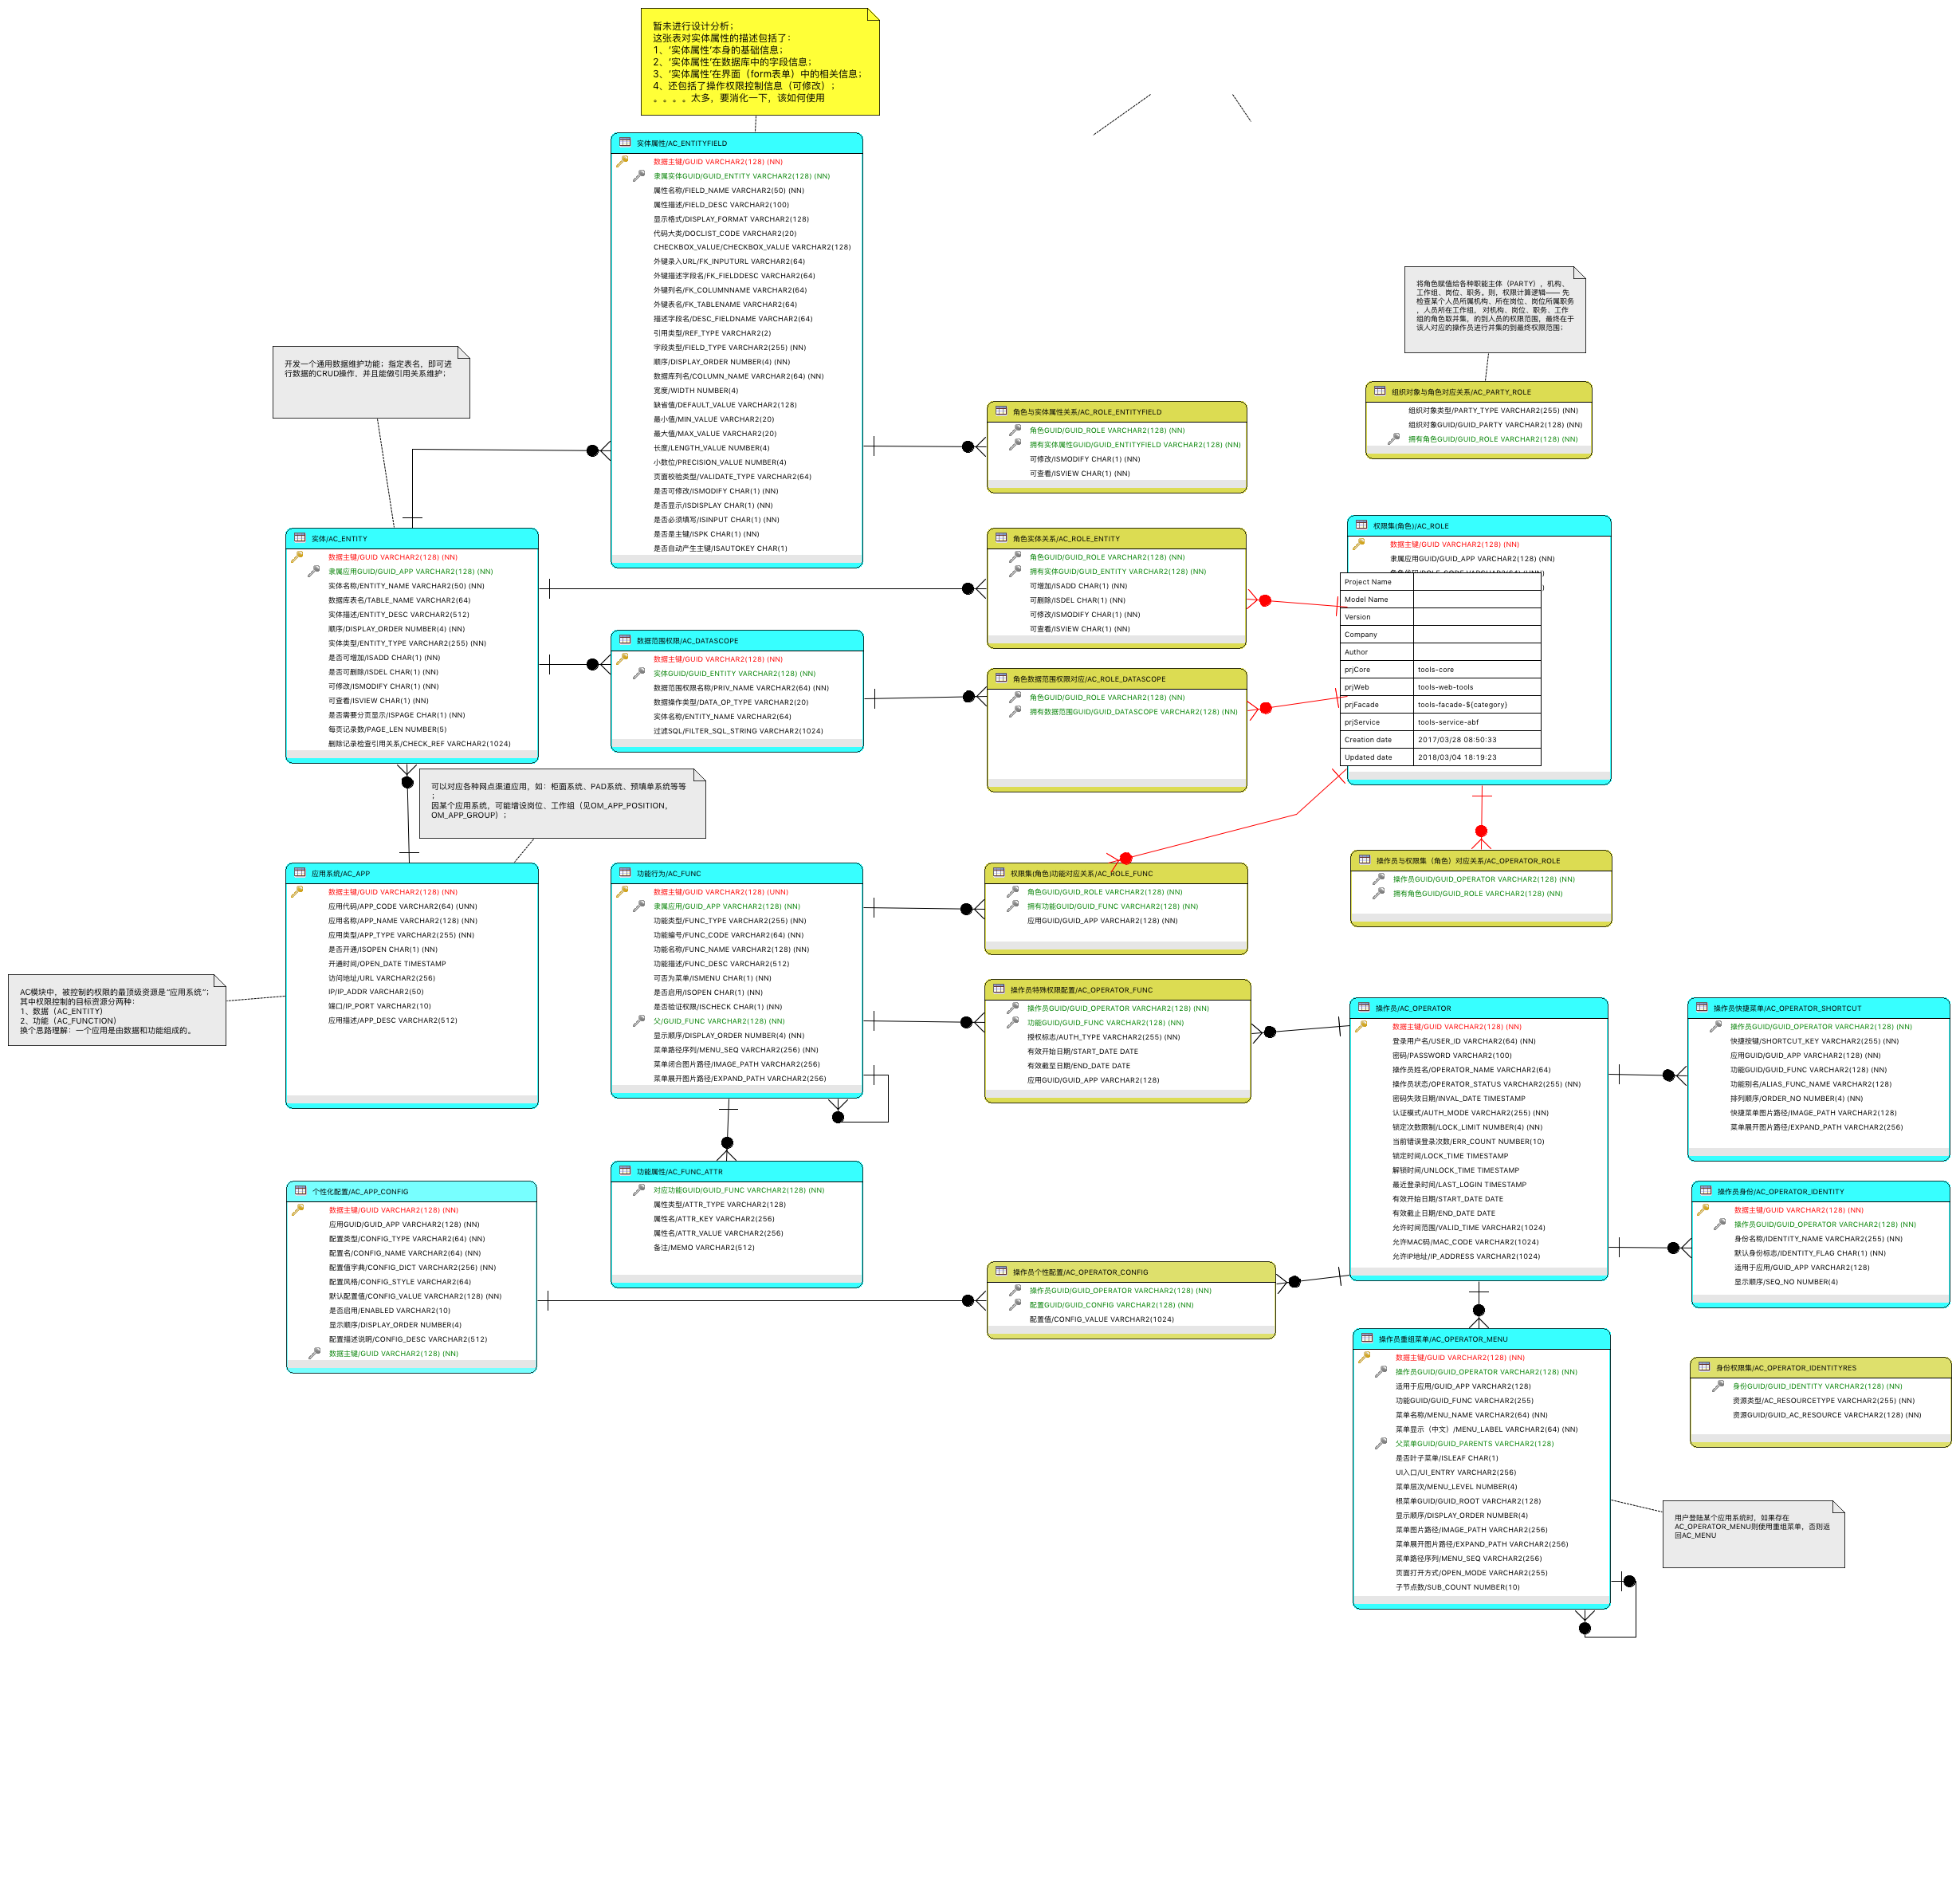 暂未进行设计分析；
这张表对实体属性的描述包括了：
1、‘实体属性’本身的基础信息；
2、‘实体属性’在数据库中的字段信息；
3、‘实体属性’在界面（form表单）中的相关信息；
4、还包括了操作权限控制信息（可修改）；
。。。。太多，要消化一下，该如何使用
实体属性/AC_ENTITYFIELD
数据主键/GUID VARCHAR2(128) (NN)
隶属实体GUID/GUID_ENTITY VARCHAR2(128) (NN)
属性名称/FIELD_NAME VARCHAR2(50) (NN)
属性描述/FIELD_DESC VARCHAR2(100)
显示格式/DISPLAY_FORMAT VARCHAR2(128)
代码大类/DOCLIST_CODE VARCHAR2(20)
CHECKBOX_VALUE/CHECKBOX_VALUE VARCHAR2(128)
外键录入URL/FK_INPUTURL VARCHAR2(64)
外键描述字段名/FK_FIELDDESC VARCHAR2(64)
外键列名/FK_COLUMNNAME VARCHAR2(64)
外键表名/FK_TABLENAME VARCHAR2(64)
描述字段名/DESC_FIELDNAME VARCHAR2(64)
引用类型/REF_TYPE VARCHAR2(2)
字段类型/FIELD_TYPE VARCHAR2(255) (NN)
顺序/DISPLAY_ORDER NUMBER(4) (NN)
数据库列名/COLUMN_NAME VARCHAR2(64) (NN)
宽度/WIDTH NUMBER(4)
缺省值/DEFAULT_VALUE VARCHAR2(128)
最小值/MIN_VALUE VARCHAR2(20)
最大值/MAX_VALUE VARCHAR2(20)
长度/LENGTH_VALUE NUMBER(4)
小数位/PRECISION_VALUE NUMBER(4)
页面校验类型/VALIDATE_TYPE VARCHAR2(64)
是否可修改/ISMODIFY CHAR(1) (NN)
是否显示/ISDISPLAY CHAR(1) (NN)
是否必须填写/ISINPUT CHAR(1) (NN)
是否是主键/ISPK CHAR(1) (NN)
是否自动产生主键/ISAUTOKEY CHAR(1)
将角色赋值给各种职能主体（PARTY），机构、
工作组、岗位、职务。则，权限计算逻辑—— 先
检查某个人员所属机构、所在岗位、岗位所属职务
，人员所在工作组， 对机构、岗位、职务、工作
组的角色取并集，的到人员的权限范围，最终在于
该人对应的操作员进行并集的到最终权限范围；
组织对象与角色对应关系/AC_PARTY_ROLE
组织对象类型/PARTY_TYPE VARCHAR2(255) (NN)
组织对象GUID/GUID_PARTY VARCHAR2(128) (NN)
拥有角色GUID/GUID_ROLE VARCHAR2(128) (NN)
开发一个通用数据维护功能；指定表名，即可进
行数据的CRUD操作，并且能做引用关系维护；
角色与实体属性关系/AC_ROLE_ENTITYFIELD
角色GUID/GUID_ROLE VARCHAR2(128) (NN)
拥有实体属性GUID/GUID_ENTITYFIELD VARCHAR2(128) (NN)
可修改/ISMODIFY CHAR(1) (NN)
可查看/ISVIEW CHAR(1) (NN)
实体/AC_ENTITY
数据主键/GUID VARCHAR2(128) (NN)
隶属应用GUID/GUID_APP VARCHAR2(128) (NN)
实体名称/ENTITY_NAME VARCHAR2(50) (NN)
数据库表名/TABLE_NAME VARCHAR2(64)
实体描述/ENTITY_DESC VARCHAR2(512)
顺序/DISPLAY_ORDER NUMBER(4) (NN)
实体类型/ENTITY_TYPE VARCHAR2(255) (NN)
是否可增加/ISADD CHAR(1) (NN)
是否可删除/ISDEL CHAR(1) (NN)
可修改/ISMODIFY CHAR(1) (NN)
可查看/ISVIEW CHAR(1) (NN)
是否需要分页显示/ISPAGE CHAR(1) (NN)
每页记录数/PAGE_LEN NUMBER(5)
删除记录检查引用关系/CHECK_REF VARCHAR2(1024)
角色实体关系/AC_ROLE_ENTITY
角色GUID/GUID_ROLE VARCHAR2(128) (NN)
拥有实体GUID/GUID_ENTITY VARCHAR2(128) (NN)
可增加/ISADD CHAR(1) (NN)
可删除/ISDEL CHAR(1) (NN)
可修改/ISMODIFY CHAR(1) (NN)
可查看/ISVIEW CHAR(1) (NN)
权限集(角色)/AC_ROLE
数据主键/GUID VARCHAR2(128) (NN)
隶属应用GUID/GUID_APP VARCHAR2(128) (NN)
Project Name
Model Name
Version
Company
Author
prjCore tools-core
prjWeb tools-web-tools
prjFacade tools-facade-${category}
prjService tools-service-abf
Creation date 2017/03/28 08:50:33
Updated date 2018/03/04 18:19:23
数据范围权限/AC_DATASCOPE
数据主键/GUID VARCHAR2(128) (NN)
实体GUID/GUID_ENTITY VARCHAR2(128) (NN)
数据范围权限名称/PRIV_NAME VARCHAR2(64) (NN)
数据操作类型/DATA_OP_TYPE VARCHAR2(20)
实体名称/ENTITY_NAME VARCHAR2(64)
过滤SQL/FILTER_SQL_STRING VARCHAR2(1024)
角色数据范围权限对应/AC_ROLE_DATASCOPE
角色GUID/GUID_ROLE VARCHAR2(128) (NN)
拥有数据范围GUID/GUID_DATASCOPE VARCHAR2(128) (NN)
可以对应各种网点渠道应用，如：柜面系统、PAD系统、预填单系统等等
；
因某个应用系统，可能增设岗位、工作组（见OM_APP_POSITION，
OM_APP_GROUP）；
应用系统/AC_APP
数据主键/GUID VARCHAR2(128) (NN)
应用代码/APP_CODE VARCHAR2(64) (UNN)
应用名称/APP_NAME VARCHAR2(128) (NN)
应用类型/APP_TYPE VARCHAR2(255) (NN)
是否开通/ISOPEN CHAR(1) (NN)
开通时间/OPEN_DATE TIMESTAMP
访问地址/URL VARCHAR2(256)
IP/IP_ADDR VARCHAR2(50)
端口/IP_PORT VARCHAR2(10)
应用描述/APP_DESC VARCHAR2(512)
功能行为/AC_FUNC
数据主键/GUID VARCHAR2(128) (UNN)
隶属应用/GUID_APP VARCHAR2(128) (NN)
功能类型/FUNC_TYPE VARCHAR2(255) (NN)
功能编号/FUNC_CODE VARCHAR2(64) (NN)
功能名称/FUNC_NAME VARCHAR2(128) (NN)
功能描述/FUNC_DESC VARCHAR2(512)
可否为菜单/ISMENU CHAR(1) (NN)
是否启用/ISOPEN CHAR(1) (NN)
是否验证权限/ISCHECK CHAR(1) (NN)
父/GUID_FUNC VARCHAR2(128) (NN)
显示顺序/DISPLAY_ORDER NUMBER(4) (NN)
菜单路径序列/MENU_SEQ VARCHAR2(256) (NN)
菜单闭合图片路径/IMAGE_PATH VARCHAR2(256)
菜单展开图片路径/EXPAND_PATH VARCHAR2(256)
权限集(角色)功能对应关系/AC_ROLE_FUNC
角色GUID/GUID_ROLE VARCHAR2(128) (NN)
拥有功能GUID/GUID_FUNC VARCHAR2(128) (NN)
应用GUID/GUID_APP VARCHAR2(128) (NN)
操作员与权限集（角色）对应关系/AC_OPERATOR_ROLE
操作员GUID/GUID_OPERATOR VARCHAR2(128) (NN)
拥有角色GUID/GUID_ROLE VARCHAR2(128) (NN)
AC模块中，被控制的权限的最顶级资源是“应用系统”；
其中权限控制的目标资源分两种：
1、数据（AC_ENTITY)
2、功能（AC_FUNCTION）
换个思路理解：一个应用是由数据和功能组成的。
操作员特殊权限配置/AC_OPERATOR_FUNC
操作员GUID/GUID_OPERATOR VARCHAR2(128) (NN)
功能GUID/GUID_FUNC VARCHAR2(128) (NN)
授权标志/AUTH_TYPE VARCHAR2(255) (NN)
有效开始日期/START_DATE DATE
有效截至日期/END_DATE DATE
应用GUID/GUID_APP VARCHAR2(128)
操作员/AC_OPERATOR
数据主键/GUID VARCHAR2(128) (NN)
登录用户名/USER_ID VARCHAR2(64) (NN)
密码/PASSWORD VARCHAR2(100)
操作员姓名/OPERATOR_NAME VARCHAR2(64)
操作员状态/OPERATOR_STATUS VARCHAR2(255) (NN)
密码失效日期/INVAL_DATE TIMESTAMP
认证模式/AUTH_MODE VARCHAR2(255) (NN)
锁定次数限制/LOCK_LIMIT NUMBER(4) (NN)
当前错误登录次数/ERR_COUNT NUMBER(10)
锁定时间/LOCK_TIME TIMESTAMP
解锁时间/UNLOCK_TIME TIMESTAMP
最近登录时间/LAST_LOGIN TIMESTAMP
有效开始日期/START_DATE DATE
有效截止日期/END_DATE DATE
允许时间范围/VALID_TIME VARCHAR2(1024)
允许MAC码/MAC_CODE VARCHAR2(1024)
允许IP地址/IP_ADDRESS VARCHAR2(1024)
操作员快捷菜单/AC_OPERATOR_SHORTCUT
操作员GUID/GUID_OPERATOR VARCHAR2(128) (NN)
快捷按键/SHORTCUT_KEY VARCHAR2(255) (NN)
应用GUID/GUID_APP VARCHAR2(128) (NN)
功能GUID/GUID_FUNC VARCHAR2(128) (NN)
功能别名/ALIAS_FUNC_NAME VARCHAR2(128)
排列顺序/ORDER_NO NUMBER(4) (NN)
快捷菜单图片路径/IMAGE_PATH VARCHAR2(128)
菜单展开图片路径/EXPAND_PATH VARCHAR2(256)
功能属性/AC_FUNC_ATTR
对应功能GUID/GUID_FUNC VARCHAR2(128) (NN)
属性类型/ATTR_TYPE VARCHAR2(128)
属性名/ATTR_KEY VARCHAR2(256)
属性名/ATTR_VALUE VARCHAR2(256)
备注/MEMO VARCHAR2(512)
个性化配置/AC_APP_CONFIG
数据主键/GUID VARCHAR2(128) (NN)
应用GUID/GUID_APP VARCHAR2(128) (NN)
配置类型/CONFIG_TYPE VARCHAR2(64) (NN)
配置名/CONFIG_NAME VARCHAR2(64) (NN)
配置值字典/CONFIG_DICT VARCHAR2(256) (NN)
配置风格/CONFIG_STYLE VARCHAR2(64)
默认配置值/CONFIG_VALUE VARCHAR2(128) (NN)
是否启用/ENABLED VARCHAR2(10)
显示顺序/DISPLAY_ORDER NUMBER(4)
配置描述说明/CONFIG_DESC VARCHAR2(512)
数据主键/GUID VARCHAR2(128) (NN)
操作员身份/AC_OPERATOR_IDENTITY
数据主键/GUID VARCHAR2(128) (NN)
操作员GUID/GUID_OPERATOR VARCHAR2(128) (NN)
身份名称/IDENTITY_NAME VARCHAR2(255) (NN)
默认身份标志/IDENTITY_FLAG CHAR(1) (NN)
适用于应用/GUID_APP VARCHAR2(128)
显示顺序/SEQ_NO NUMBER(4)
操作员个性配置/AC_OPERATOR_CONFIG
操作员GUID/GUID_OPERATOR VARCHAR2(128) (NN)
配置GUID/GUID_CONFIG VARCHAR2(128) (NN)
配置值/CONFIG_VALUE VARCHAR2(1024)
操作员重组菜单/AC_OPERATOR_MENU
数据主键/GUID VARCHAR2(128) (NN)
操作员GUID/GUID_OPERATOR VARCHAR2(128) (NN)
适用于应用/GUID_APP VARCHAR2(128)
功能GUID/GUID_FUNC VARCHAR2(255)
菜单名称/MENU_NAME VARCHAR2(64) (NN)
菜单显示（中文）/MENU_LABEL VARCHAR2(64) (NN)
父菜单GUID/GUID_PARENTS VARCHAR2(128)
是否叶子菜单/ISLEAF CHAR(1)
UI入口/UI_ENTRY VARCHAR2(256)
菜单层次/MENU_LEVEL NUMBER(4)
根菜单GUID/GUID_ROOT VARCHAR2(128)
显示顺序/DISPLAY_ORDER NUMBER(4)
菜单图片路径/IMAGE_PATH VARCHAR2(256)
菜单展开图片路径/EXPAND_PATH VARCHAR2(256)
菜单路径序列/MENU_SEQ VARCHAR2(256)
页面打开方式/OPEN_MODE VARCHAR2(255)
子节点数/SUB_COUNT NUMBER(10)
身份权限集/AC_OPERATOR_IDENTITYRES
身份GUID/GUID_IDENTITY VARCHAR2(128) (NN)
资源类型/AC_RESOURCETYPE VARCHAR2(255) (NN)
资源GUID/GUID_AC_RESOURCE VARCHAR2(128) (NN)
用户登陆某个应用系统时，如果存在
AC_OPERATOR_MENU则使用重组菜单，否则返
回AC_MENU